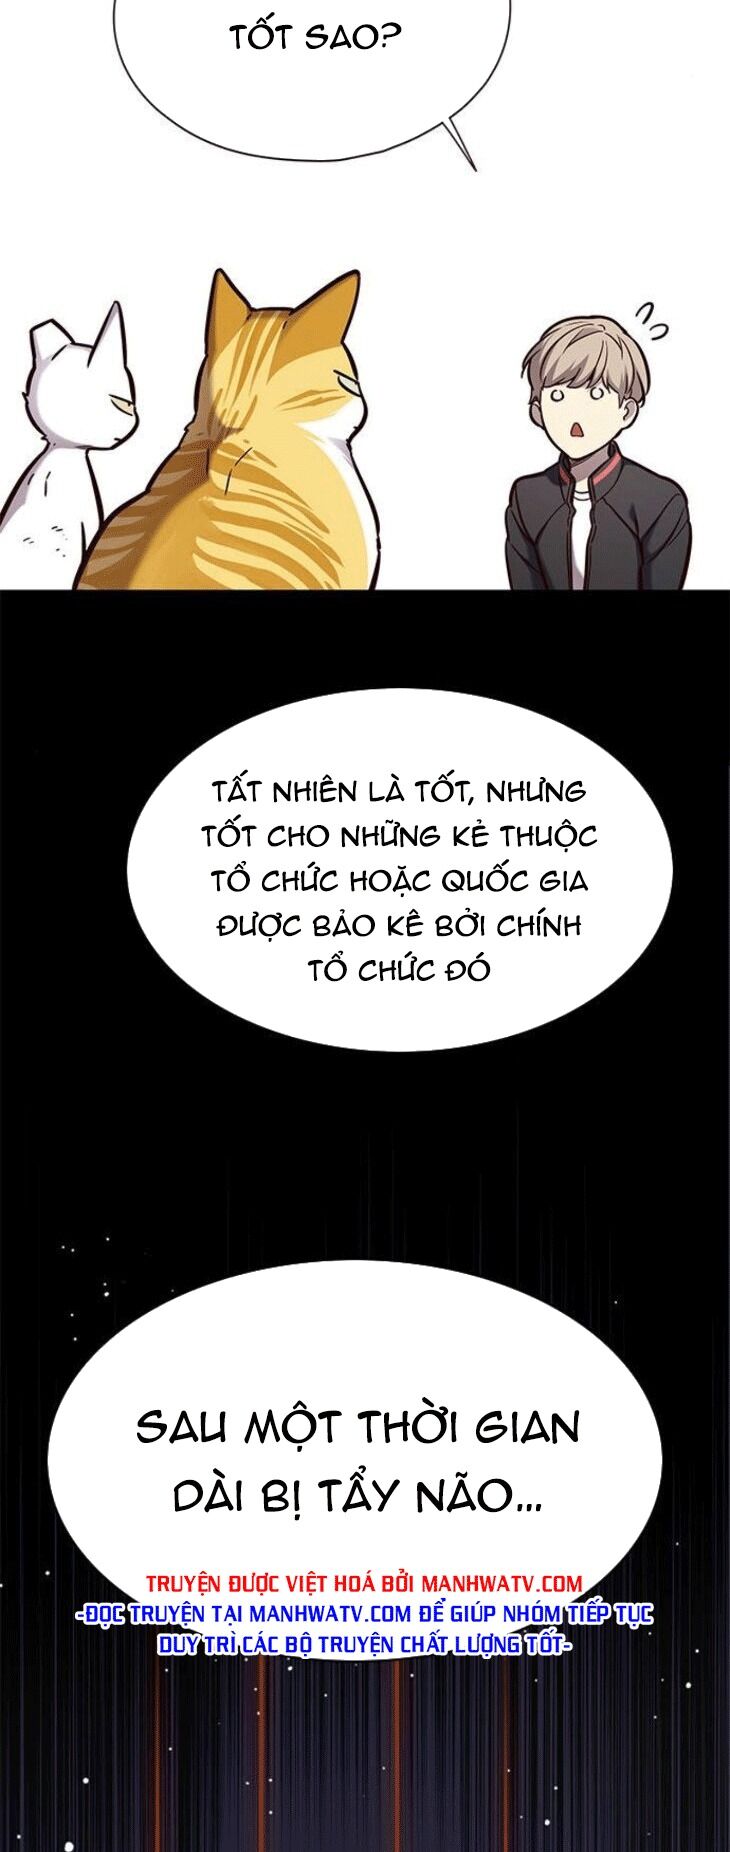 TỐT SAO?
TẤT NHIÊN LÀ TỐT, NHƯNG
TỐT CHO NHỮNG KẺ THUỘC
TỔ CHỨC HOẶC QUỐC GIA
ĐƯỢC BẢO KÊ BỞI CHÍNH
TỔ CHỨC ĐÓ
SAU MỘT THỜI GIAN
DÀI BỊ TẨY NÃO...
TRUYỆN ĐƯỢC VIỆT HOÁ BỞI MANHWATV.COM
-ĐỌC TRUYỆN TẠI MANHWATV.COM ĐỂ GIÚP NHÓM TIẾP TỤC
DUY TRÌ CÁC BỘ TRUYỆN CHẤT LƯỢNG TỐT-